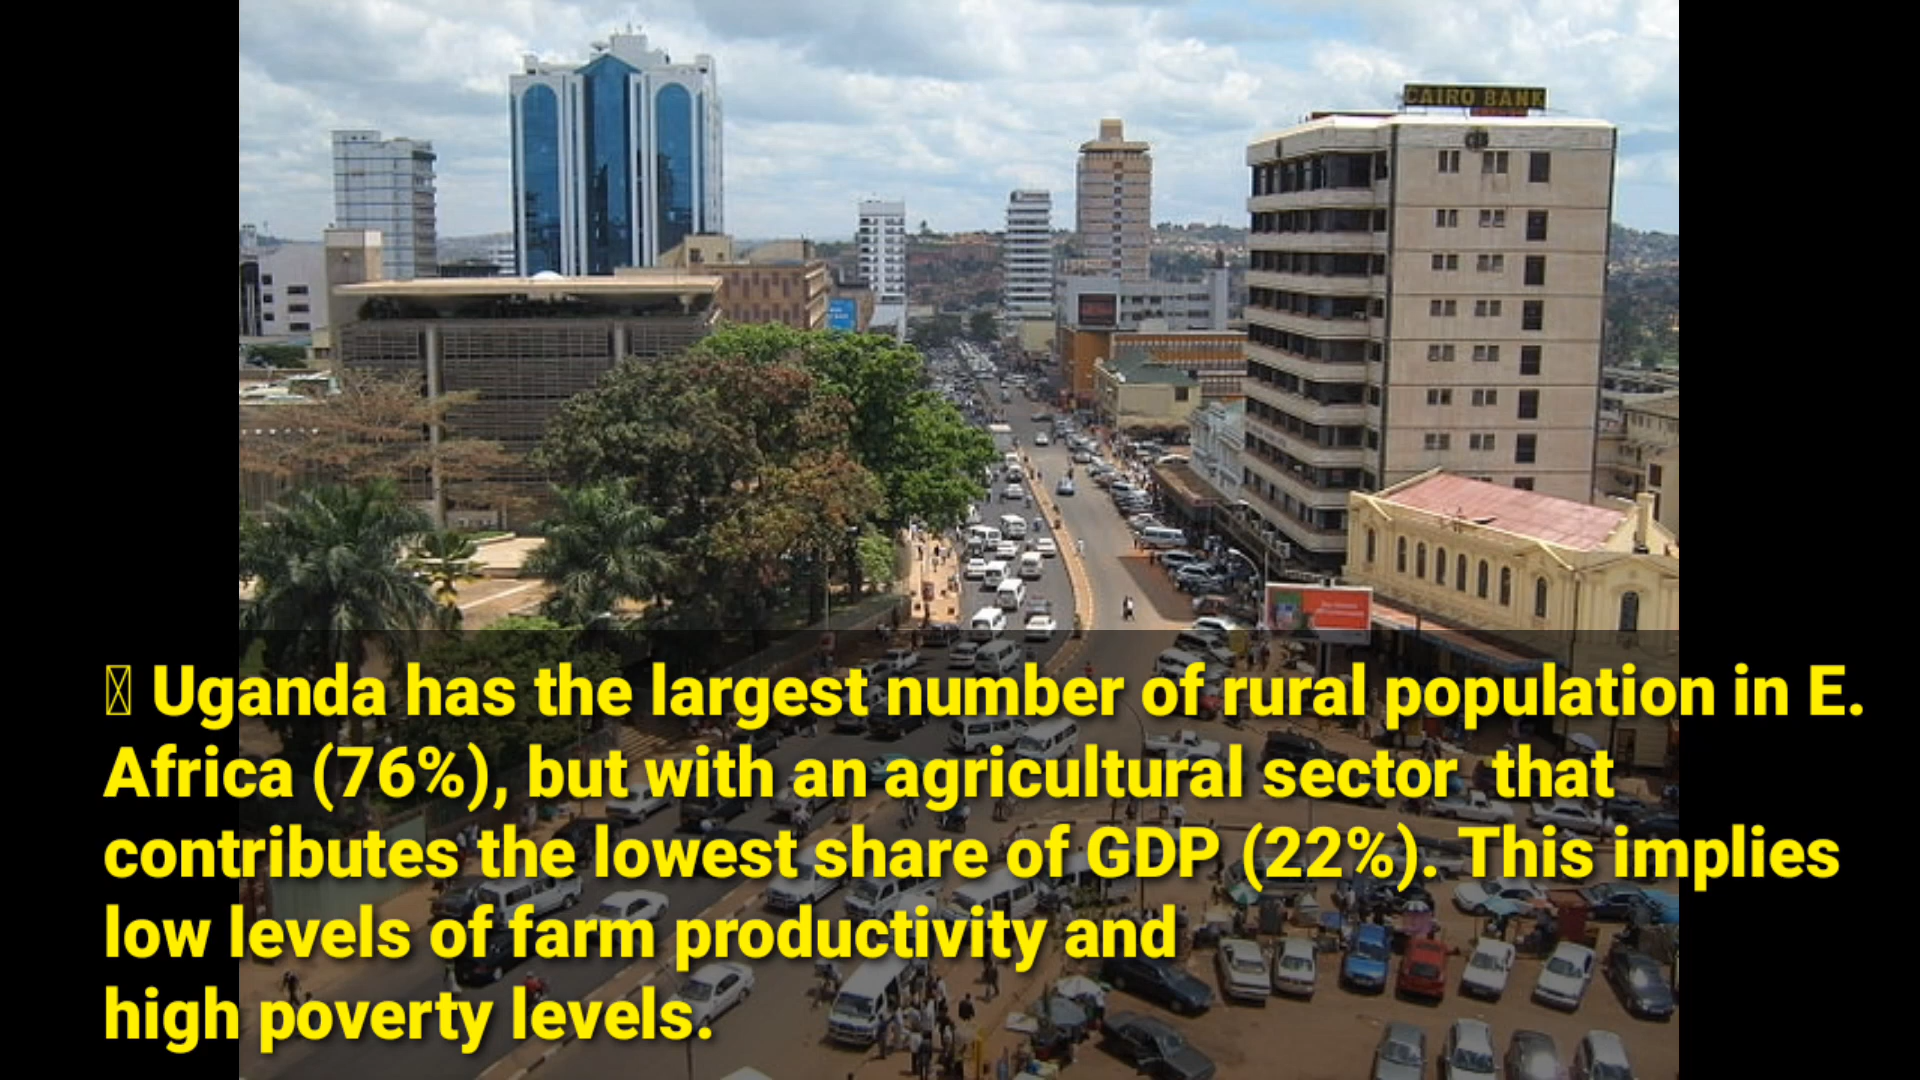 CAIRO BANK
Uganda has the largest number of rural population in E.
Africa (76%), but with an agricultural sector that
contributes the lowest share of GDP (22%). This implies
low levels of farm productivity and
high poverty levels.